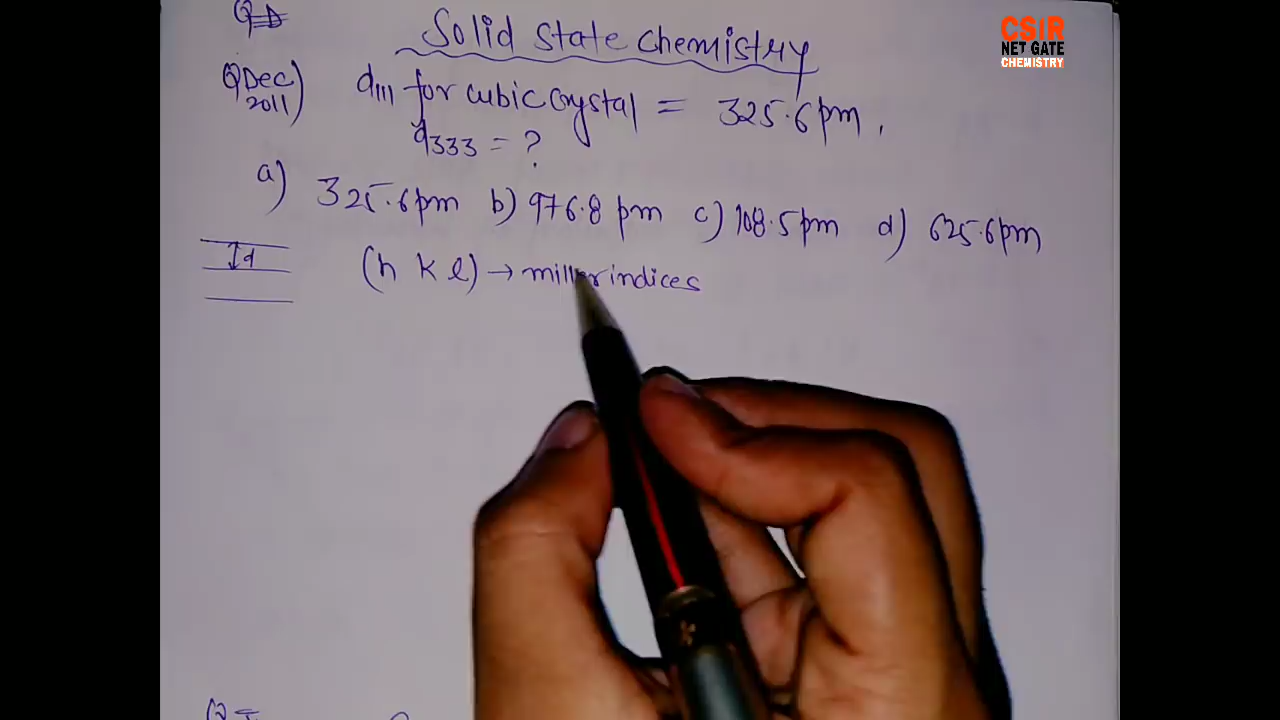 Solid State Chemistry
CSIR
NET GATE
CHEMISTRY
Q Dec 2011) d111 for cubic crystal = 325.6 pm,
d333 = ?
a) 325.6 pm b) 976.8 pm c) 108.5 pm d) 625.6 pm
d (h k l) → miller indices